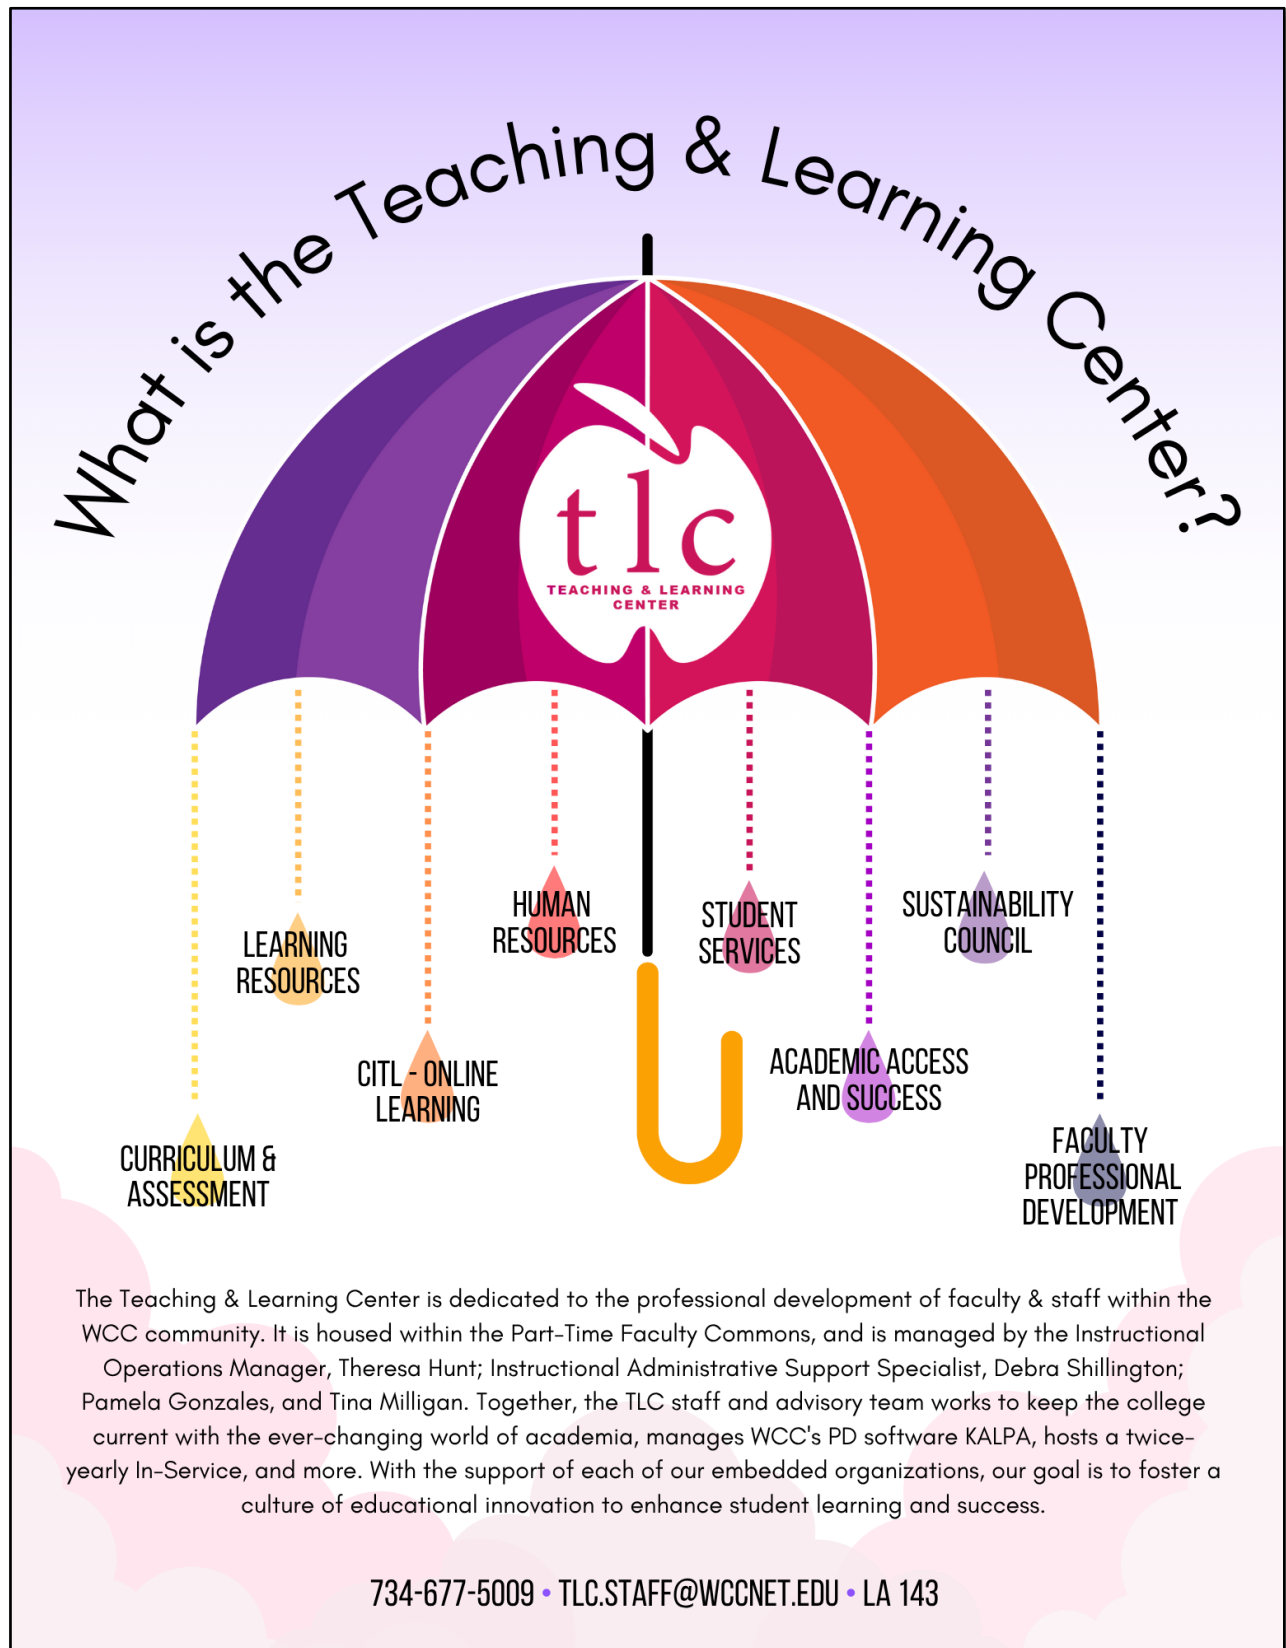 What is the Teaching & Learning Center?
tlc
TEACHING & LEARNING
CENTER
HUMAN
RESOURCES
STUDENT
SERVICES
SUSTAINABILITY
COUNCIL
LEARNING
RESOURCES
CITL - ONLINE
LEARNING
ACADEMIC ACCESS
AND SUCCESS
CURRICULUM &
ASSESSMENT
FACULTY
PROFESSIONAL
DEVELOPMENT
The Teaching & Learning Center is dedicated to the professional development of faculty & staff within the
WCC community. It is housed within the Part-Time Faculty Commons, and is managed by the Instructional
Operations Manager, Theresa Hunt; Instructional Administrative Support Specialist, Debra Shillington;
Pamela Gonzales, and Tina Milligan. Together, the TLC staff and advisory team works to keep the college
current with the ever-changing world of academia, manages WCC's PD software KALPA, hosts a twice-
yearly In-Service, and more. With the support of each of our embedded organizations, our goal is to foster a
culture of educational innovation to enhance student learning and success.
734-677-5009 • TLC.STAFF@WCCNET.EDU • LA 143